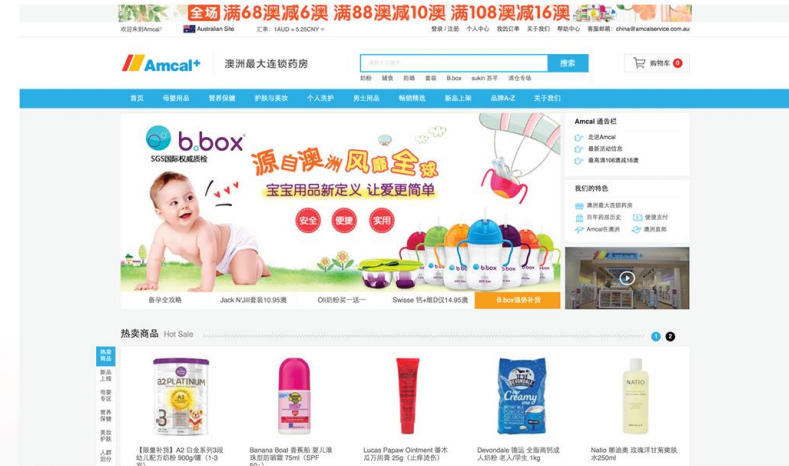 全场 满68澳减6澳 满88澳减10澳 满108澳减16澳
欢迎来到Amcal!
Australian Site
汇率: 1AUD = 5.25CNY
登录 / 注册 个人中心 我的订单 关于我们 帮助中心 客服邮箱: china@amcalservice.com.au
Amcal+
澳洲最大连锁药房
搜索
购物车 0
奶粉 辅食 防晒 套装 B.box sukin 苏芊 清仓专场
首页 母婴用品 营养保健 护肤与美妆 个人洗护 男士用品 畅销精选 新品上架 品牌A-Z 关于我们
b.box
SGS国际权威质检
源自澳洲 风靡全球
宝宝用品新定义 让爱更简单
安全 便捷 实用
b.box b.box b.box b.box b.box
备孕全攻略 Jack N'Jill套装10.95澳 Oli奶粉买一送一 Swisse 钙+维D仅14.95澳 B.box强势补货
Amcal 通告栏
走进Amcal
最新活动信息
最高满108澳减16澳
我们的特色
澳洲最大连锁药房
百年药房历史 便捷支付
Amcal在澳洲 澳洲直邮
Amcal+
热卖商品 Hot Sale
1 2
热卖
商品
新品
上线
母婴
专区
营养
保健
美妆
护肤
人群
划分
a2 PLATINUM
A2
3
DEVONDALE
Creamy
NATIO
【限量补货】A2 白金系列3段
幼儿配方奶粉 900g/罐（1-3
岁）
Banana Boat 香蕉船 婴儿滚
珠型防晒霜 75ml（SPF
50+）
Lucas Papaw Ointment 番木
瓜万用膏 25g（止痒烫伤）
Devondale 德运 全脂高钙成
人奶粉 老人/学生 1kg
Natio 娜迪奥 玫瑰洋甘菊爽肤
水250ml